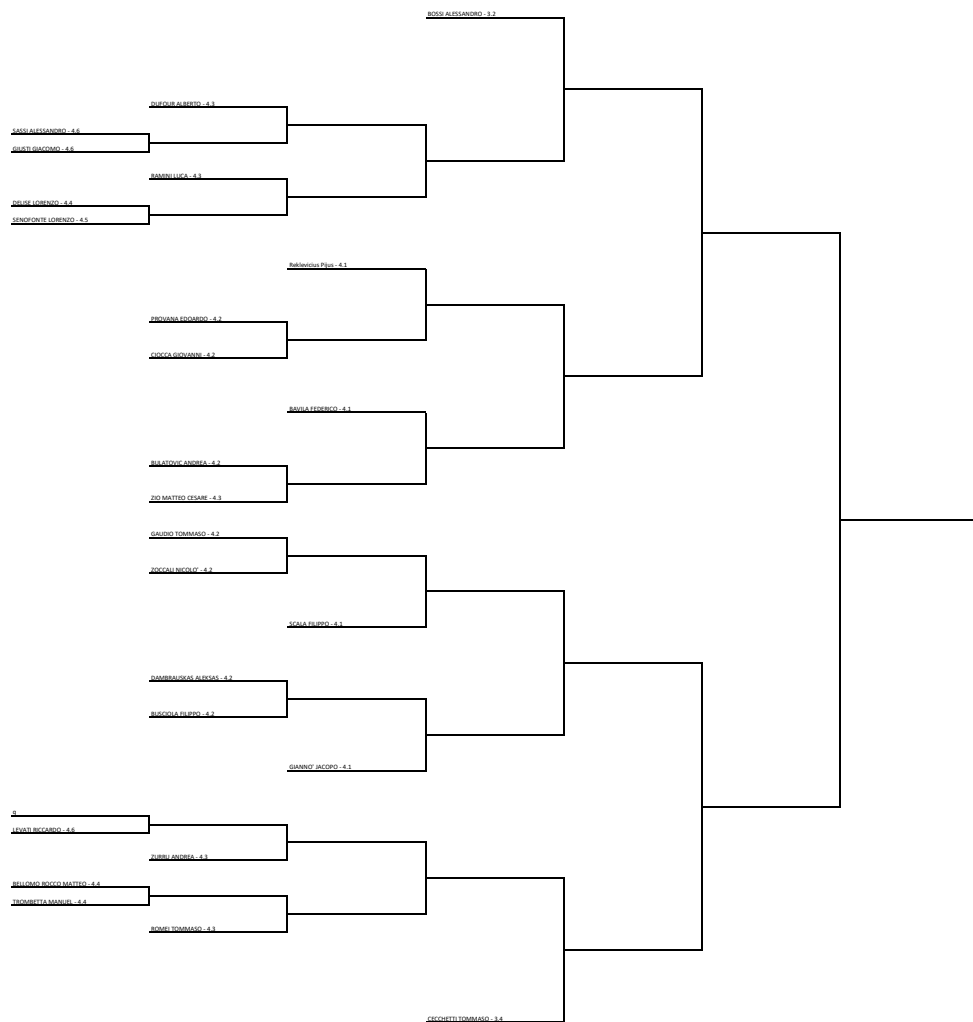 BOSSI ALESSANDRO - 3.2
DUFOUR ALBERTO - 4.3
SASSI ALESSANDRO - 4.6
GIUSTI GIACOMO - 4.6
RAMINI LUCA - 4.3
DELISE LORENZO - 4.4
SENOFONTE LORENZO - 4.5
Reklevicius Pijus - 4.1
PROVANA EDOARDO - 4.2
CIOCCA GIOVANNI - 4.2
BAVILA FEDERICO - 4.1
BULATOVIC ANDREA - 4.2
ZIO MATTEO CESARE - 4.3
GAUDIO TOMMASO - 4.2
ZOCCALI NICOLO' - 4.2
SCALA FILIPPO - 4.1
DAMBRAUSKAS ALEKSAS - 4.2
BUSCIOLA FILIPPO - 4.2
GIANNO' JACOPO - 4.1
LEVATI RICCARDO - 4.6
ZURRU ANDREA - 4.3
BELLOMO ROCCO MATTEO - 4.4
TROMBETTA MANUEL - 4.4
ROMEI TOMMASO - 4.3
CECCHETTI TOMMASO - 3.4